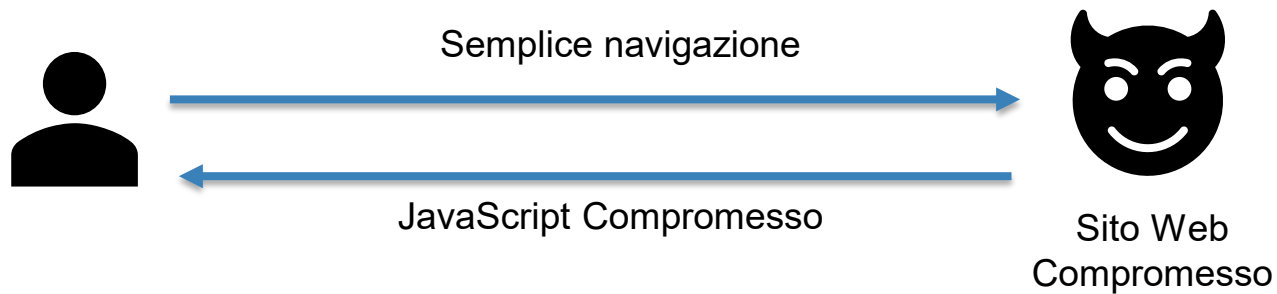 Semplice navigazione
JavaScript Compromesso
Sito Web
Compromesso